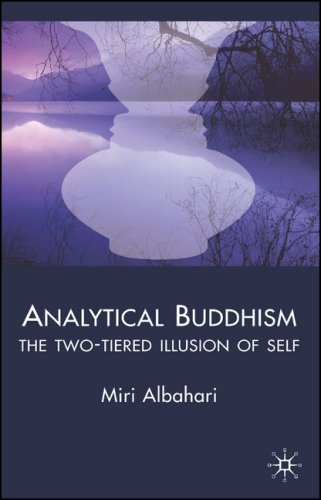 ANALYTICAL BUDDHISM
THE TWO-TIERED ILLUSION OF SELF
Miri Albahari